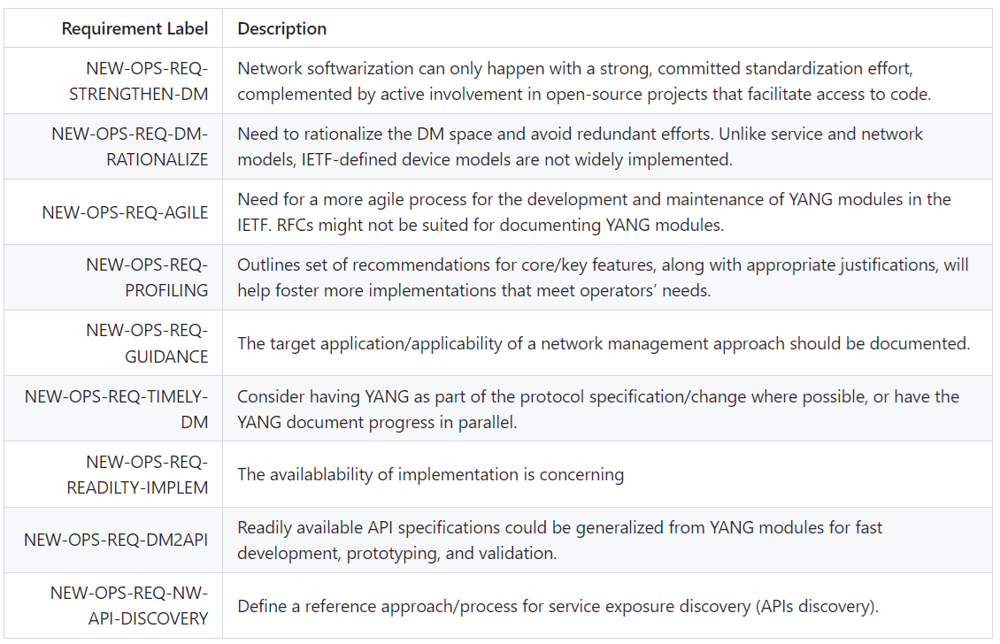 Requirement Label Description
NEW-OPS-REQ-
STRENGTHEN-DM
Network softwarization can only happen with a strong, committed standardization effort,
complemented by active involvement in open-source projects that facilitate access to code.
NEW-OPS-REQ-DM-
RATIONALIZE
Need to rationalize the DM space and avoid redundant efforts. Unlike service and network
models, IETF-defined device models are not widely implemented.
NEW-OPS-REQ-AGILE
Need for a more agile process for the development and maintenance of YANG modules in the
IETF. RFCs might not be suited for documenting YANG modules.
NEW-OPS-REQ-
PROFILING
Outlines set of recommendations for core/key features, along with appropriate justifications, will
help foster more implementations that meet operators’ needs.
NEW-OPS-REQ-
GUIDANCE
The target application/applicability of a network management approach should be documented.
NEW-OPS-REQ-TIMELY-
DM
Consider having YANG as part of the protocol specification/change where possible, or have the
YANG document progress in parallel.
NEW-OPS-REQ-
READILTY-IMPLEM
The availablability of implementation is concerning
NEW-OPS-REQ-DM2API
Readily available API specifications could be generalized from YANG modules for fast
development, prototyping, and validation.
NEW-OPS-REQ-NW-
API-DISCOVERY
Define a reference approach/process for service exposure discovery (APIs discovery).